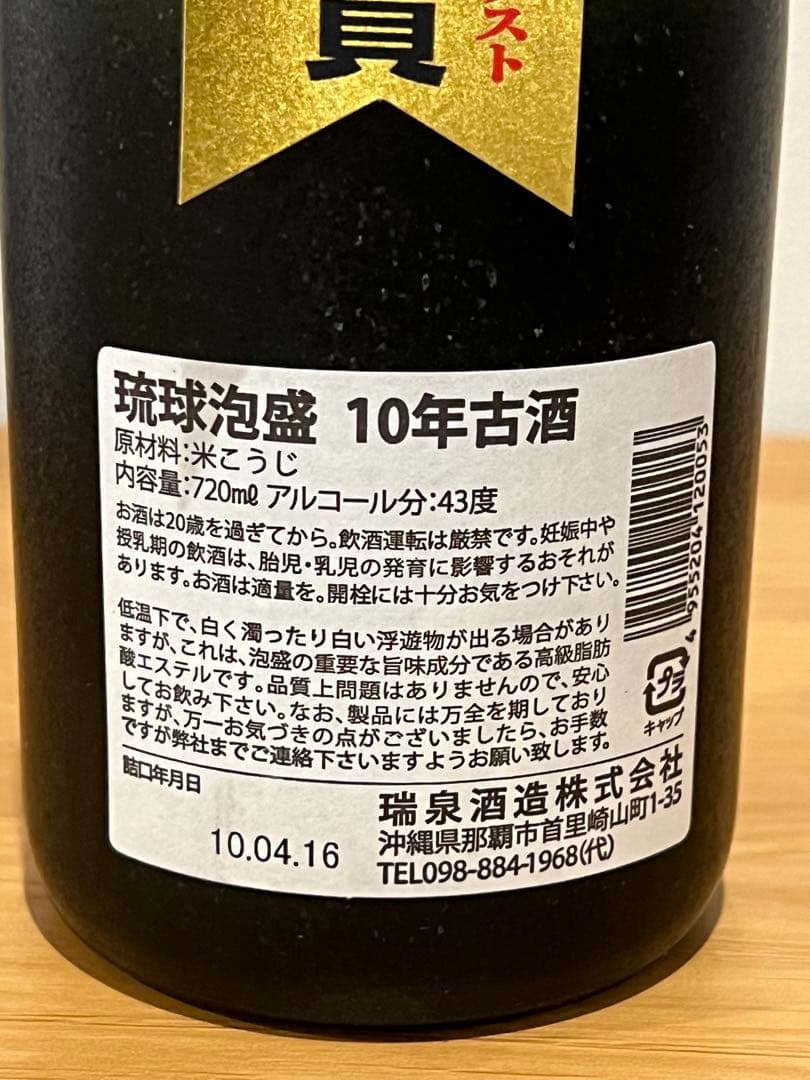 スト
賞
琉球泡盛 10年古酒
原材料:米こうじ
内容量:720㎖ アルコール分:43度
お酒は20歳を過ぎてから。飲酒運転は厳禁です。妊娠中や
授乳期の飲酒は、胎児・乳児の発育に影響するおそれが
あります。お酒は適量を。開栓には十分お気をつけ下さい。
低温下で、白く濁ったり白い浮遊物が出る場合があり
ますが、これは、泡盛の重要な旨味成分である高級脂肪
酸エステルです。品質上問題はありませんので、安心
してお飲み下さい。なお、製品には万全を期しており
ますが、万一お気づきの点がございましたら、お手数
ですが弊社までご連絡下さいますようお願い致します。
4 955204 120053
プラ
キャップ
詰口年月日
10.04.16
瑞泉酒造株式会社
沖縄県那覇市首里崎山町1-35
TEL098-884-1968(代)